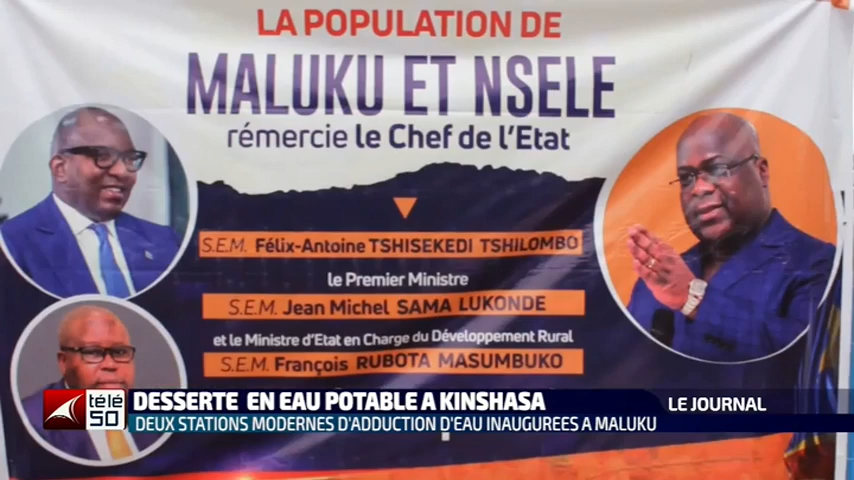 LA POPULATION DE
MALUKU ET NSELE
rémercie le Chef de l'Etat
S.E.M. Félix-Antoine TSHISEKEDI TSHILOMBO
le Premier Ministre
S.E.M. Jean Michel SAMA LUKONDE
et le Ministre d'Etat en Charge du Développement Rural
S.E.M. François RUBOTA MASUMBUKO
télé
50
DESSERTE EN EAU POTABLE A KINSHASA
LE JOURNAL
DEUX STATIONS MODERNES D'ADDUCTION D'EAU INAUGUREES A MALUKU